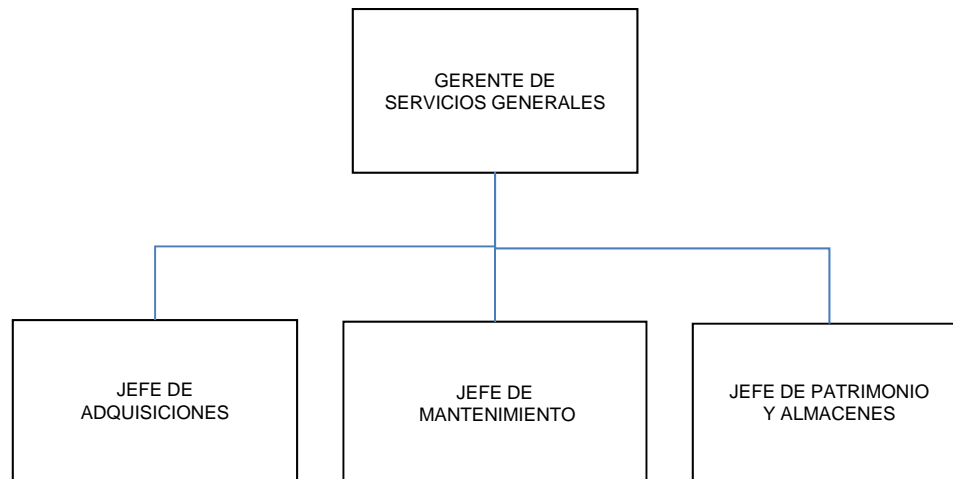 GERENTE DE
SERVICIOS GENERALES
JEFE DE
ADQUISICIONES
JEFE DE
MANTENIMIENTO
JEFE DE PATRIMONIO
Y ALMACENES